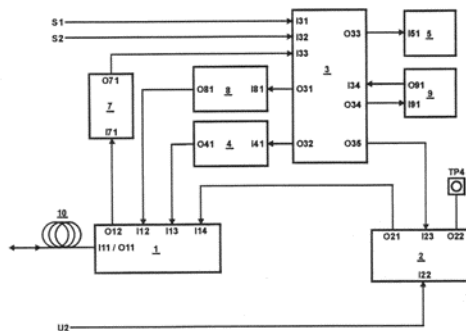 S1 I31 O33 I51 5
S2 I32
I33 3
O71 O81 8 I81 O31 I34 O91 9
7 O34 I91
I71 O41 4 I41 O32 O35
TP4
10 O12 I12 I13 I14 O21 I23 O22
I11 / O11 1 2
I22
U2